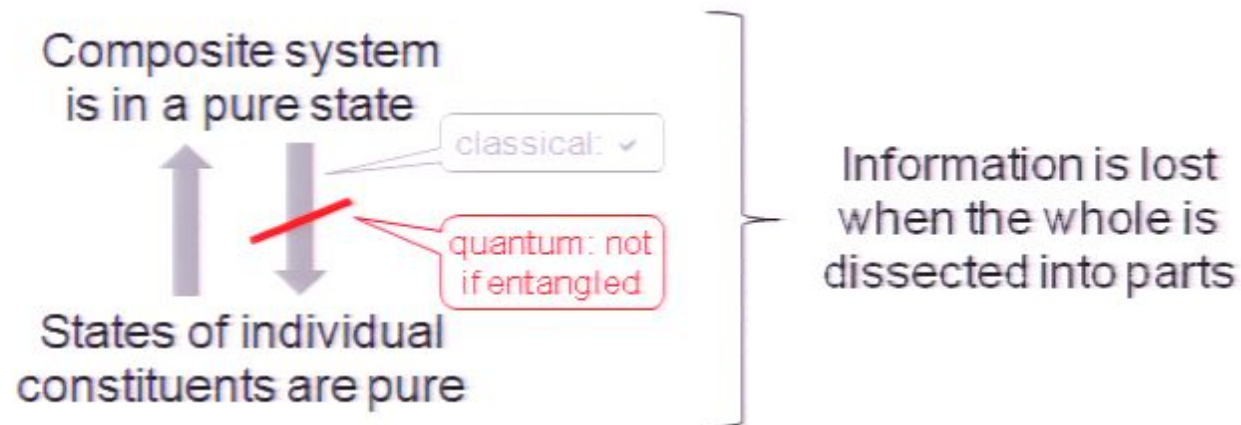 Composite system
is in a pure state
classical: ✓
quantum: not
if entangled
States of individual
constituents are pure
Information is lost
when the whole is
dissected into parts